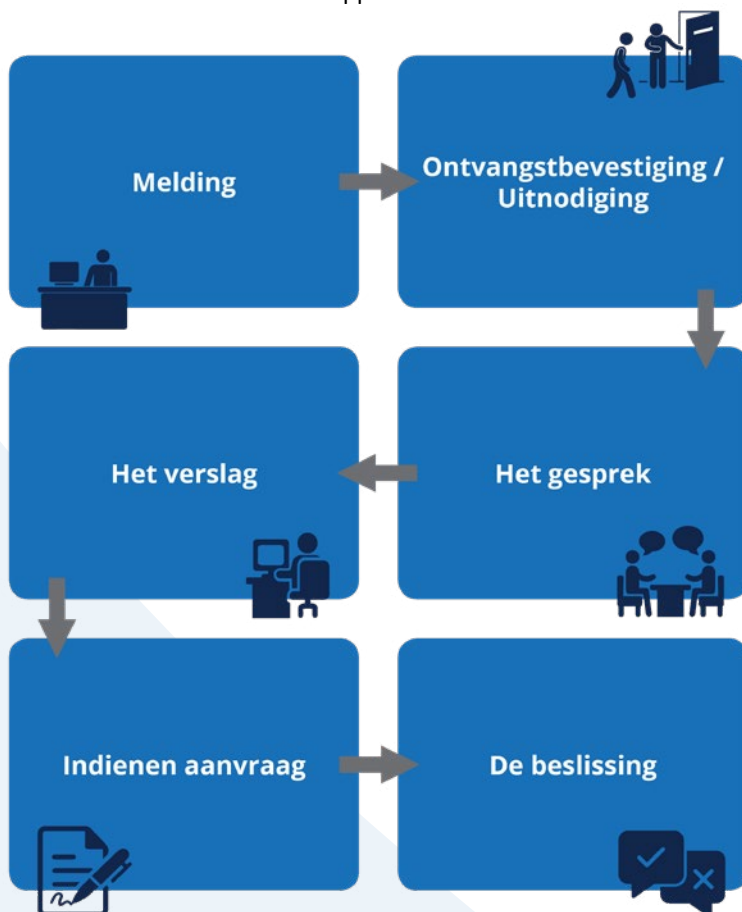 Melding
Ontvangstbevestiging /
Uitnodiging
Het verslag
Het gesprek
Indienen aanvraag
De beslissing